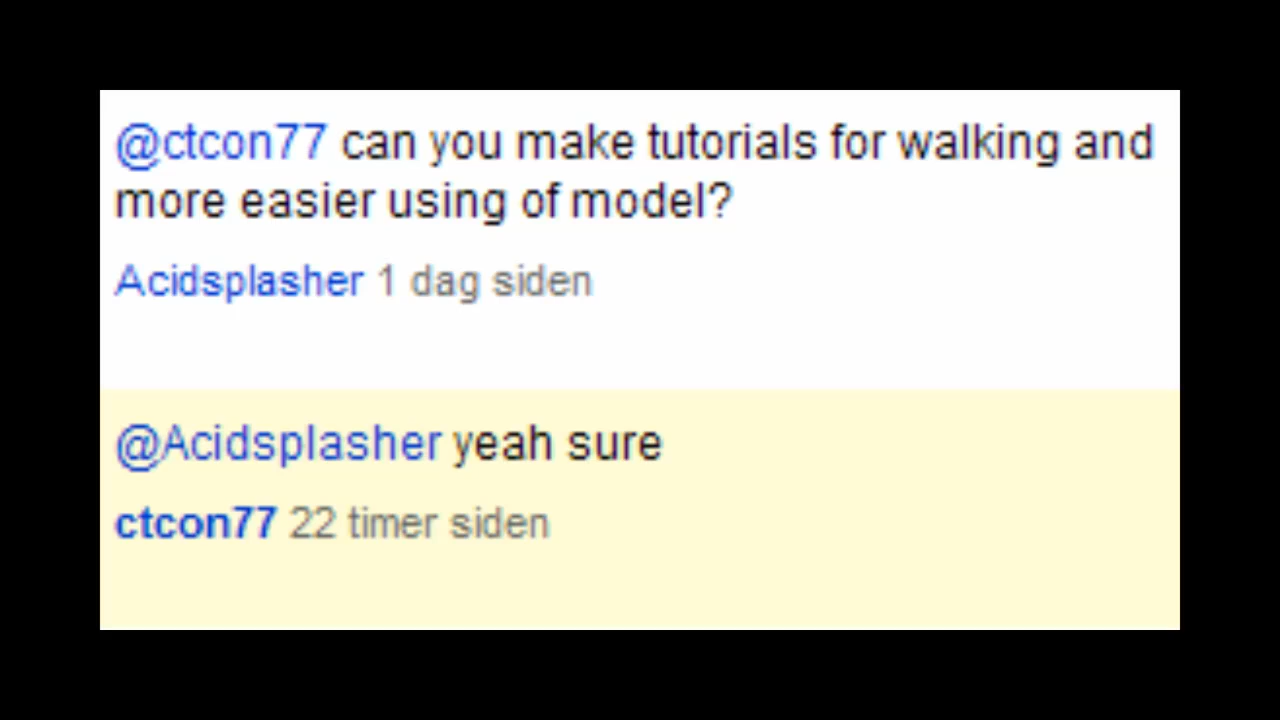 @ctcon77 can you make tutorials for walking and
more easier using of model?
Acidsplasher 1 dag siden
@Acidsplasher yeah sure
ctcon77 22 timer siden